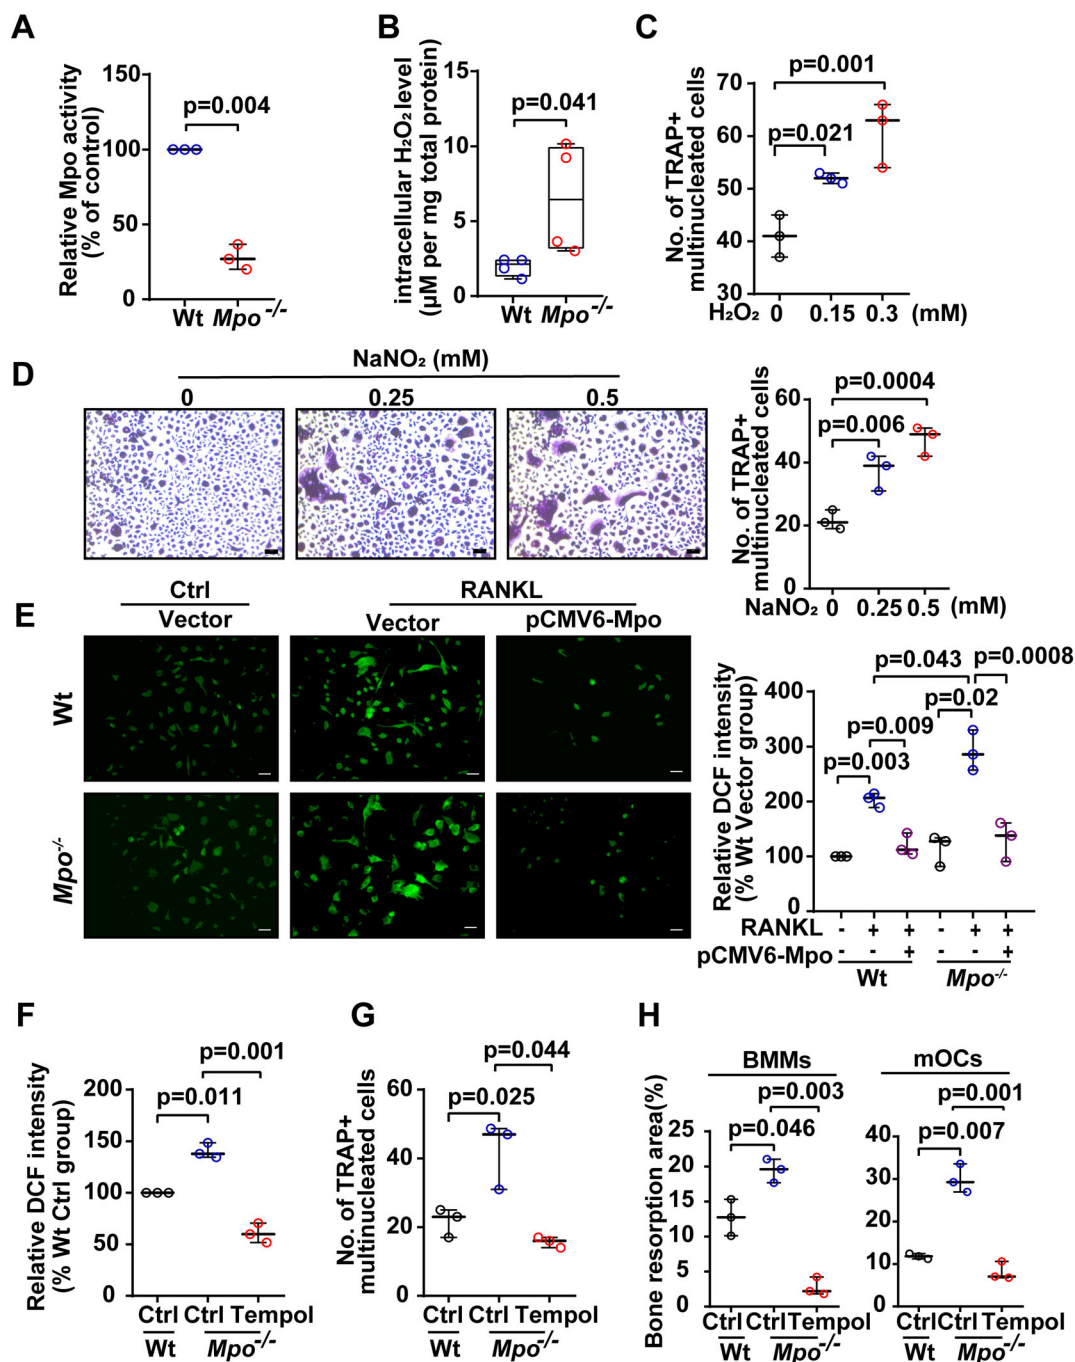 A
Relative Mpo activity
(% of control)
150
100
50
0
p=0.004
Wt Mpo-/-
B
intracellular H₂O₂ level
(µM per mg total protein)
15
10
5
0
p=0.041
Wt Mpo-/-
C
No. of TRAP+
multinucleated cells
70
60
50
40
30
p=0.001
p=0.021
H₂O₂ 0 0.15 0.3 (mM)
D
NaNO₂ (mM)
0 0.25 0.5
No. of TRAP+
multinucleated cells
60
40
20
0
p=0.0004
p=0.006
NaNO₂ 0 0.25 0.5 (mM)
E
Ctrl RANKL
Vector Vector pCMV6-Mpo
Wt
Mpo-/-
Relative DCF intensity
(% Wt Vector group)
400
300
200
100
0
p=0.043 p=0.0008
p=0.02
p=0.009
p=0.003
RANKL - + + - + +
pCMV6-Mpo - - + - - +
Wt Mpo-/-
F
Relative DCF intensity
(% Wt Ctrl group)
200
150
100
50
0
p=0.001
p=0.011
Ctrl Ctrl Tempol
Wt Mpo-/-
G
No. of TRAP+
multinucleated cells
60
40
20
0
p=0.044
p=0.025
Ctrl Ctrl Tempol
Wt Mpo-/-
H
Bone resorption area(%)
BMMs
25
20
15
10
5
0
p=0.003
p=0.046
Ctrl Ctrl Tempol
Wt Mpo-/-
mOCs
40
30
20
10
0
p=0.001
p=0.007
Ctrl Ctrl Tempol
Wt Mpo-/-